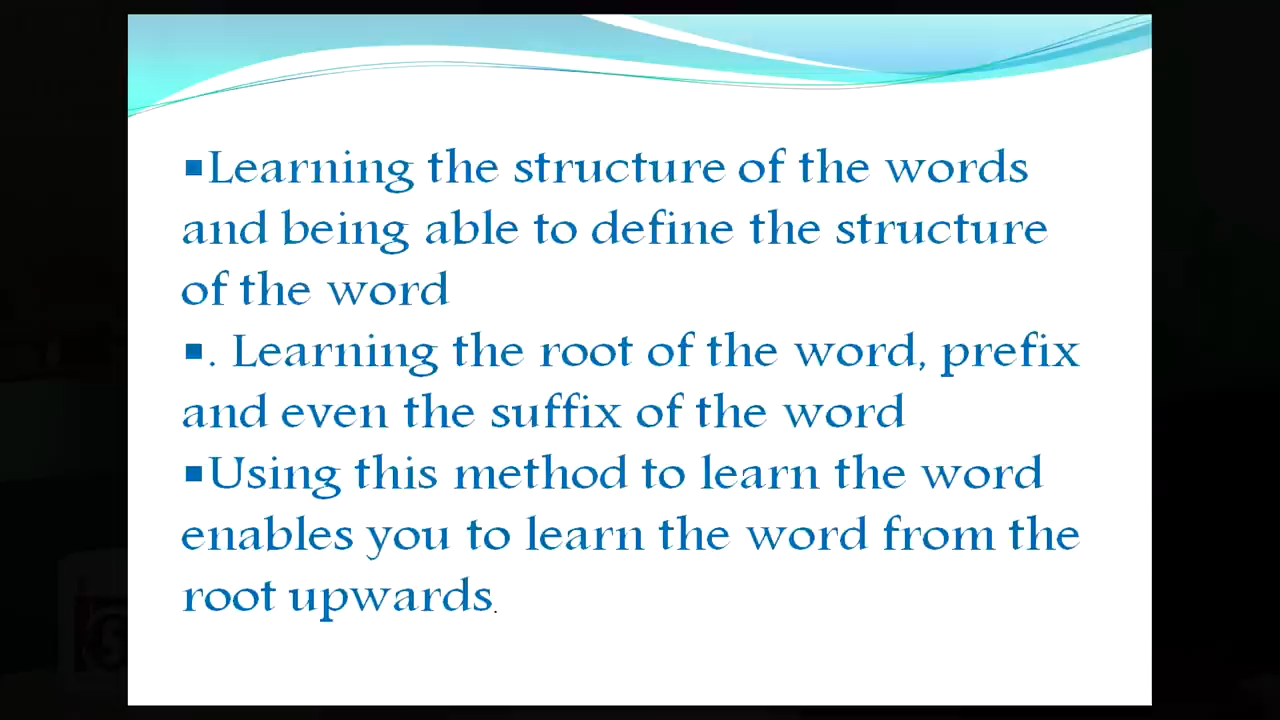 ▪Learning the structure of the words
and being able to define the structure
of the word
▪. Learning the root of the word, prefix
and even the suffix of the word
▪Using this method to learn the word
enables you to learn the word from the
root upwards.